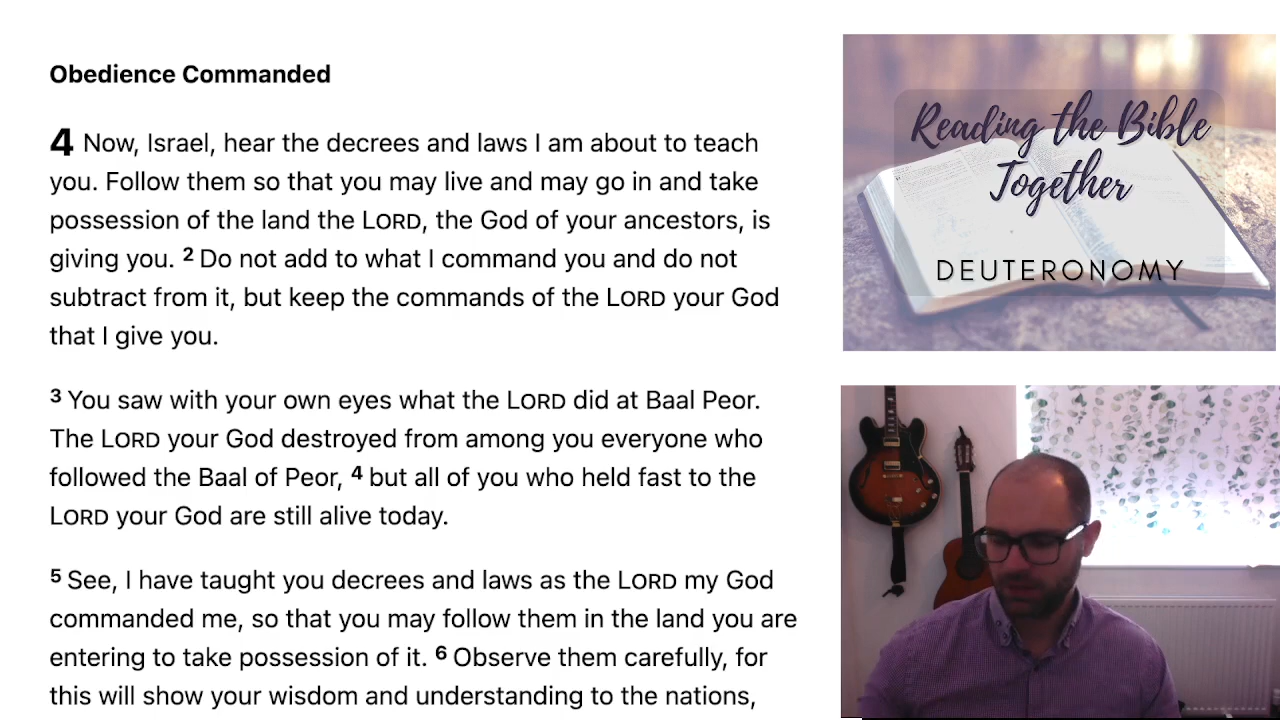 Obedience Commanded
4 Now, Israel, hear the decrees and laws I am about to teach
you. Follow them so that you may live and may go in and take
possession of the land the LORD, the God of your ancestors, is
giving you. 2 Do not add to what I command you and do not
subtract from it, but keep the commands of the LORD your God
that I give you.
3 You saw with your own eyes what the LORD did at Baal Peor.
The LORD your God destroyed from among you everyone who
followed the Baal of Peor, 4 but all of you who held fast to the
LORD your God are still alive today.
5 See, I have taught you decrees and laws as the LORD my God
commanded me, so that you may follow them in the land you are
entering to take possession of it. 6 Observe them carefully, for
this will show your wisdom and understanding to the nations,
Reading the Bible
Together
DEUTERONOMY